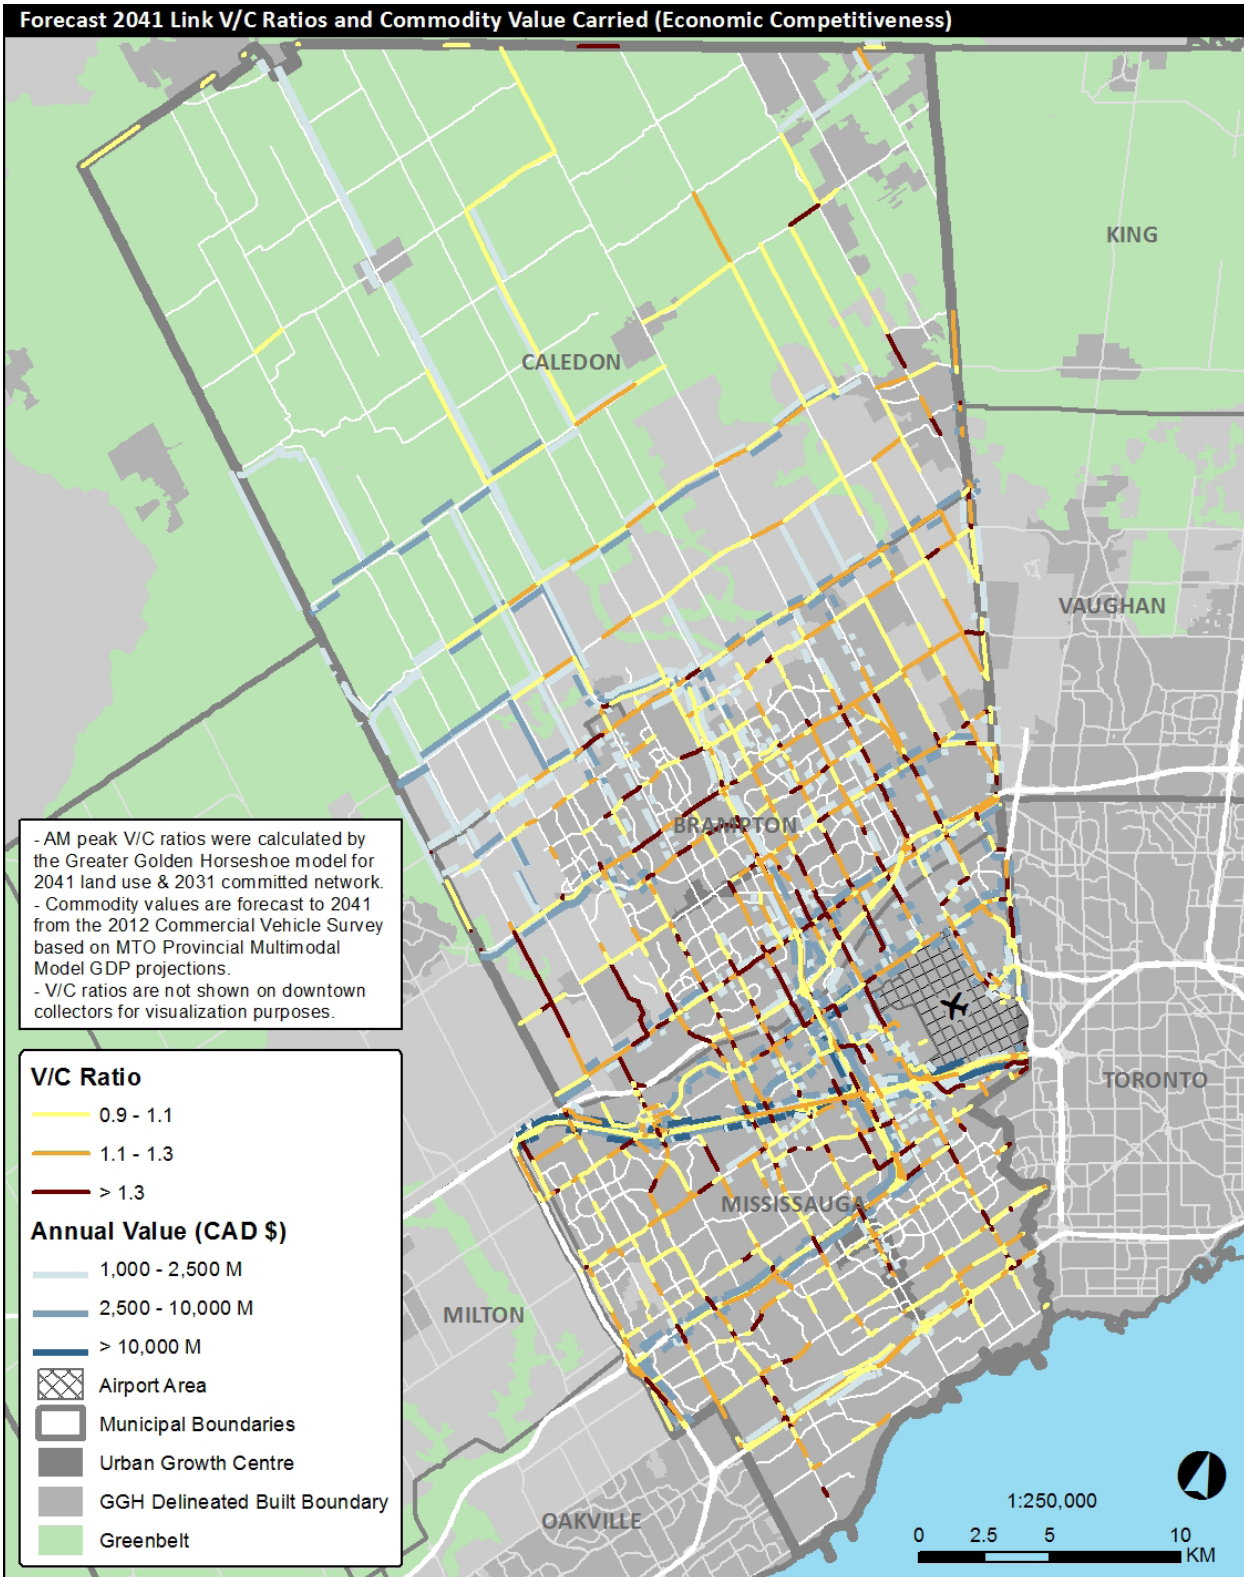 Forecast 2041 Link V/C Ratios and Commodity Value Carried (Economic Competitiveness)
KING
CALEDON
VAUGHAN
BRAMPTON
- AM peak V/C ratios were calculated by
the Greater Golden Horseshoe model for
2041 land use & 2031 committed network.
- Commodity values are forecast to 2041
from the 2012 Commercial Vehicle Survey
based on MTO Provincial Multimodal
Model GDP projections.
- V/C ratios are not shown on downtown
collectors for visualization purposes.
TORONTO
MISSISSAUGA
MILTON
OAKVILLE
V/C Ratio
0.9 - 1.1
1.1 - 1.3
> 1.3
Annual Value (CAD $)
1,000 - 2,500 M
2,500 - 10,000 M
> 10,000 M
Airport Area
Municipal Boundaries
Urban Growth Centre
GGH Delineated Built Boundary
Greenbelt
1:250,000
0 2.5 5 10
KM